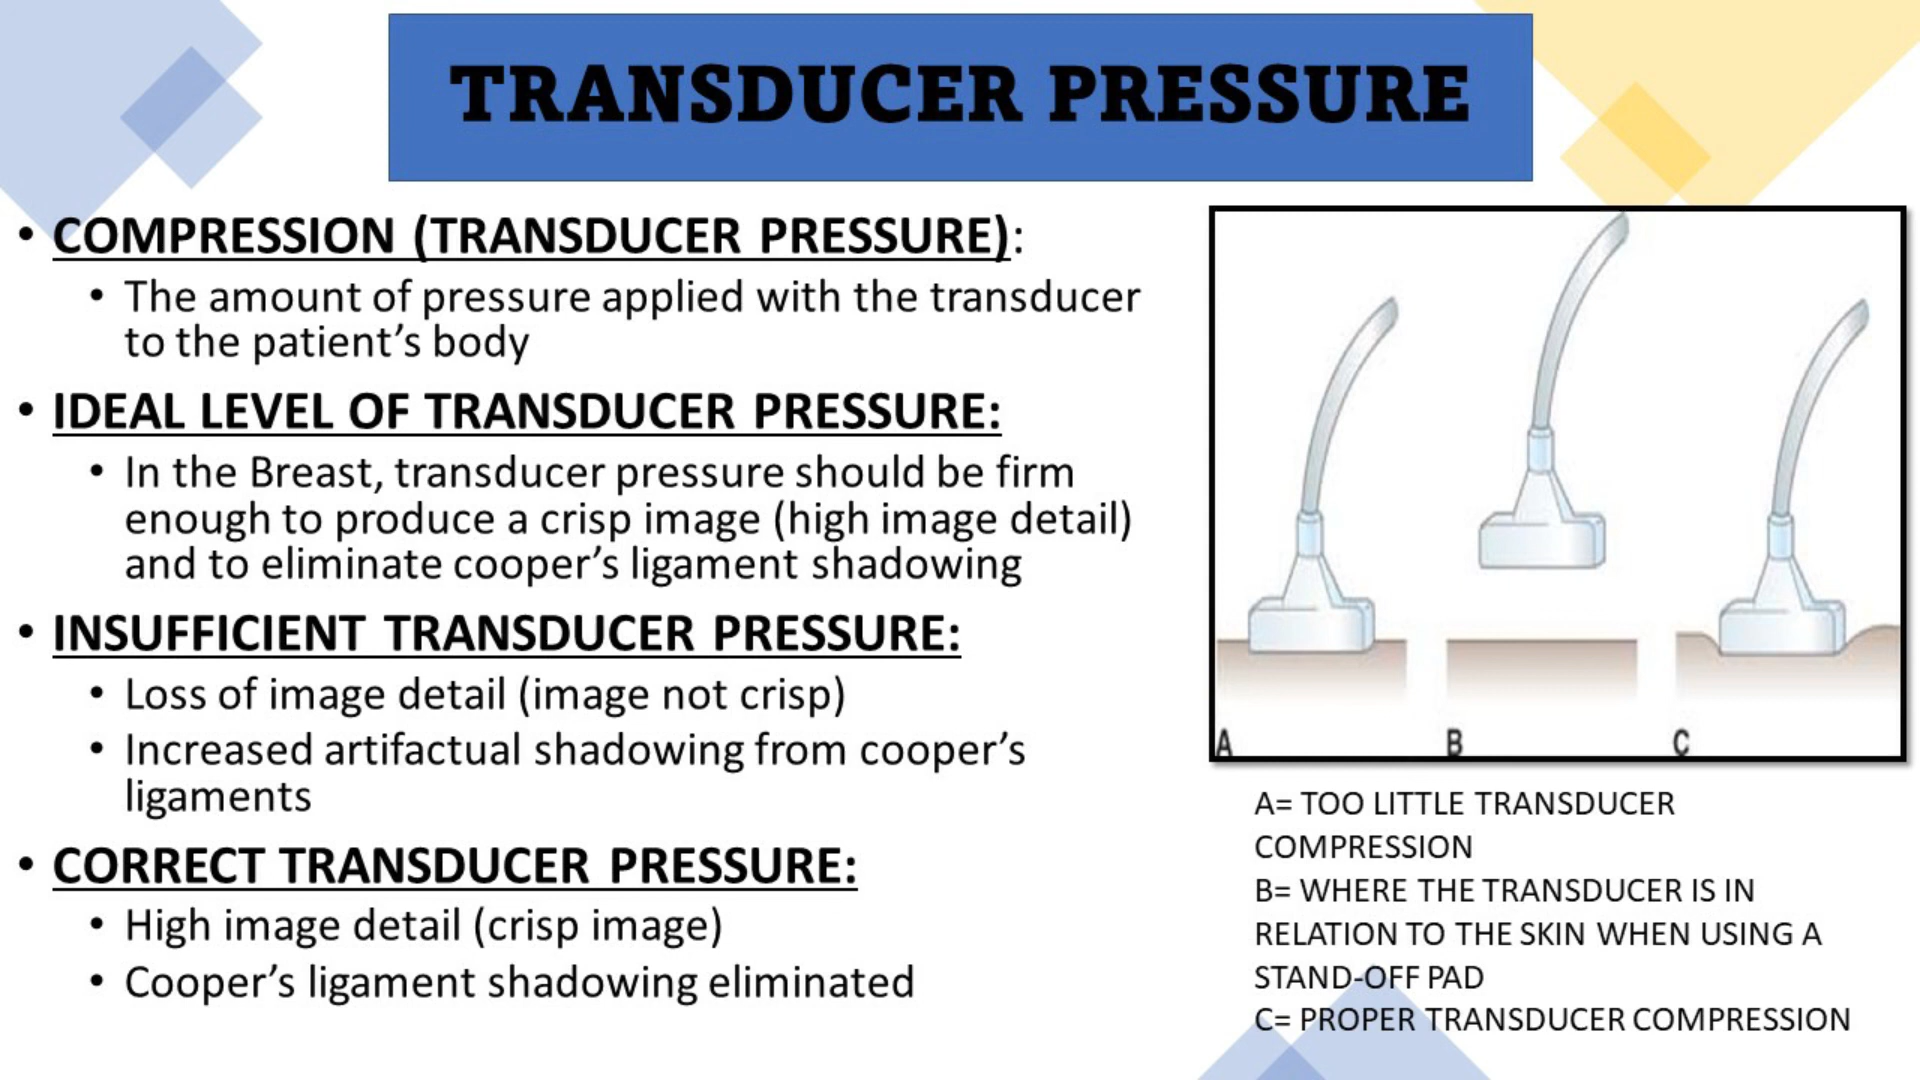 TRANSDUCER PRESSURE
• COMPRESSION (TRANSDUCER PRESSURE):
• The amount of pressure applied with the transducer
to the patient's body
• IDEAL LEVEL OF TRANSDUCER PRESSURE:
• In the Breast, transducer pressure should be firm
enough to produce a crisp image (high image detail)
and to eliminate cooper's ligament shadowing
• INSUFFICIENT TRANSDUCER PRESSURE:
• Loss of image detail (image not crisp)
• Increased artifactual shadowing from cooper's
ligaments
• CORRECT TRANSDUCER PRESSURE:
• High image detail (crisp image)
• Cooper's ligament shadowing eliminated
A B C
A= TOO LITTLE TRANSDUCER
COMPRESSION
B= WHERE THE TRANSDUCER IS IN
RELATION TO THE SKIN WHEN USING A
STAND-OFF PAD
C= PROPER TRANSDUCER COMPRESSION